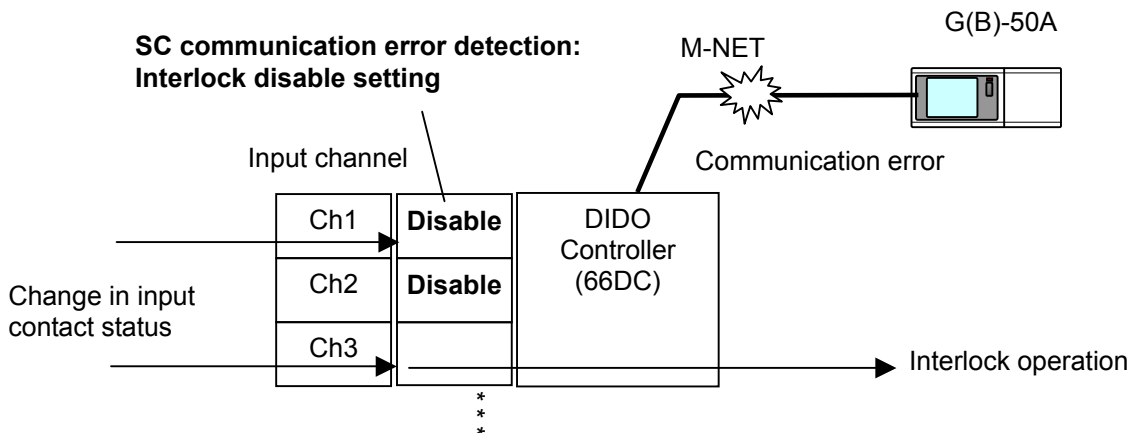 G(B)-50A
SC communication error detection:
Interlock disable setting
M-NET
Input channel
Communication error
Ch1
Disable
DIDO
Controller
(66DC)
Ch2
Disable
Change in input
contact status
Ch3
Interlock operation
*
*
*